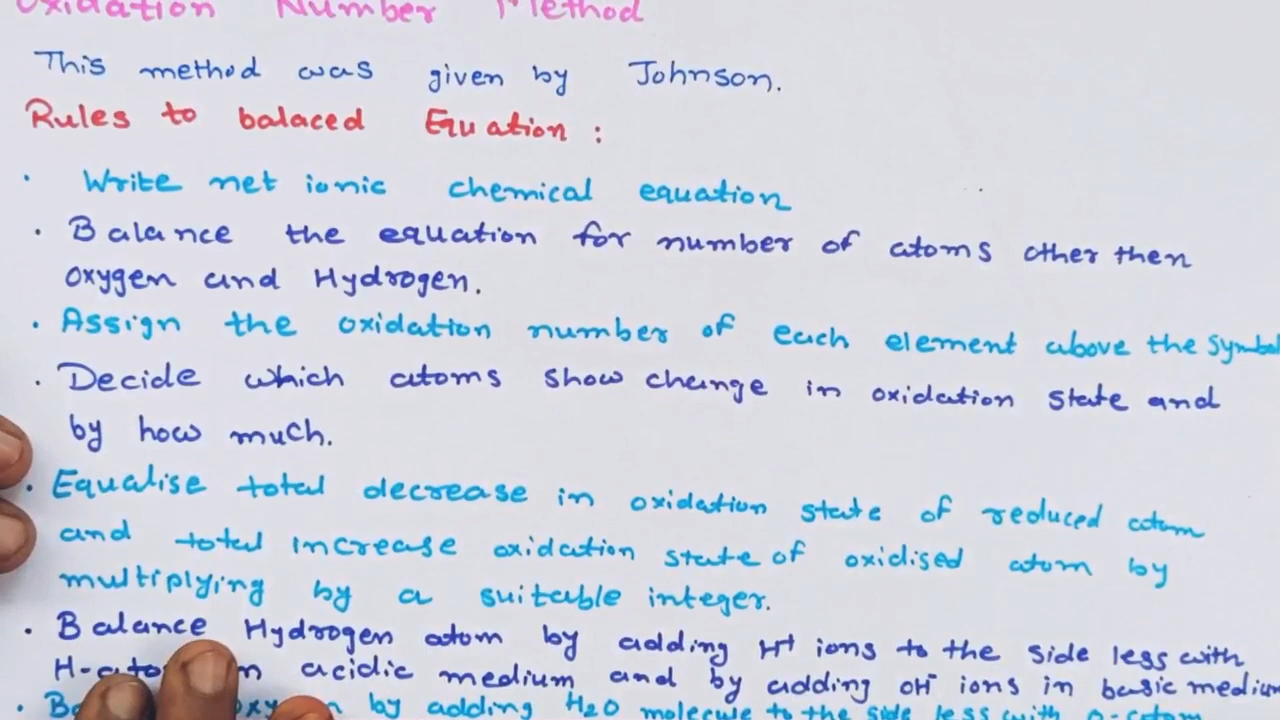 Oxidation Number Method
This method was given by Johnson.
Rules to balaced Equation :
· Write net ionic chemical equation
· Balance the equation for number of atoms other then
Oxygen and Hydrogen.
· Assign the oxidation number of each element above the symbol
· Decide which atoms show change in oxidation state and
by how much.
· Equalise total decrease in oxidation state of reduced atom
and total increase oxidation state of oxidised atom by
multiplying by a suitable integer.
· Balance Hydrogen atom by adding H+ ions to the side less with
H-atom in acidic medium and by adding OH- ions in basic medium
· by adding H2O molecule to the side less with O-atom